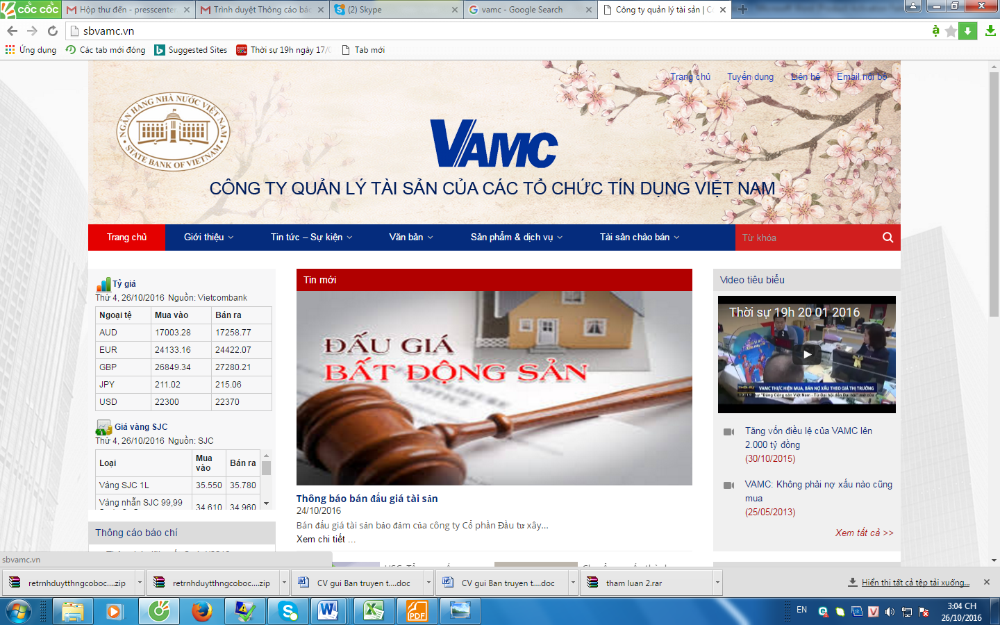 cốc cốc
Hộp thư đến - presscenter
Trình duyệt Thông cáo báo
(2) Skype
vamc - Google Search
Công ty quản lý tài sản | C
sbvamc.vn
Ứng dụng
Các tab mới đóng
Suggested Sites
Thời sự 19h ngày 17/
Tab mới
Trang chủ Tuyển dụng Liên hệ Email nội bộ
NGÂN HÀNG NHÀ NƯỚC VIỆT NAM
STATE BANK OF VIETNAM
VAMC
CÔNG TY QUẢN LÝ TÀI SẢN CỦA CÁC TỔ CHỨC TÍN DỤNG VIỆT NAM
Trang chủ Giới thiệu Tin tức – Sự kiện Văn bản Sản phẩm & dịch vụ Tài sản chào bán Từ khóa
Tỷ giá
Thứ 4, 26/10/2016 Nguồn: Vietcombank
Ngoại tệ Mua vào Bán ra
AUD 17003.28 17258.77
EUR 24133.16 24422.07
GBP 26849.34 27280.21
JPY 211.02 215.06
USD 22300 22370
Giá vàng SJC
Thứ 4, 26/10/2016 Nguồn: SJC
Loại Mua vào Bán ra
Vàng SJC 1L 35.550 35.780
Vàng nhẫn SJC 99,99 34.610 34.960
Thông cáo báo chí
Tin mới
ĐẤU GIÁ
BẤT ĐỘNG SẢN
Thông báo bán đấu giá tài sản
24/10/2016
Bán đấu giá tài sản bảo đảm của công ty Cổ phần Đầu tư xây...
Xem chi tiết ...
Video tiêu biểu
Thời sự 19h 20 01 2016
VAMC THỰC HIỆN MUA, BÁN NỢ XẤU THEO GIÁ THỊ TRƯỜNG
Tăng vốn điều lệ của VAMC lên
2.000 tỷ đồng
(30/10/2015)
VAMC: Không phải nợ xấu nào cũng
mua
(25/05/2013)
Xem tất cả >>
sbvamc.vn
retrnhduytthngcoboc....zip
retrnhduytthngcoboc....zip
CV gui Ban truyen t....doc
CV gui Ban truyen t....doc
tham luan 2.rar
Hiển thị tất cả tệp tải xuống...
PDF
EN
3:04 CH
26/10/2016